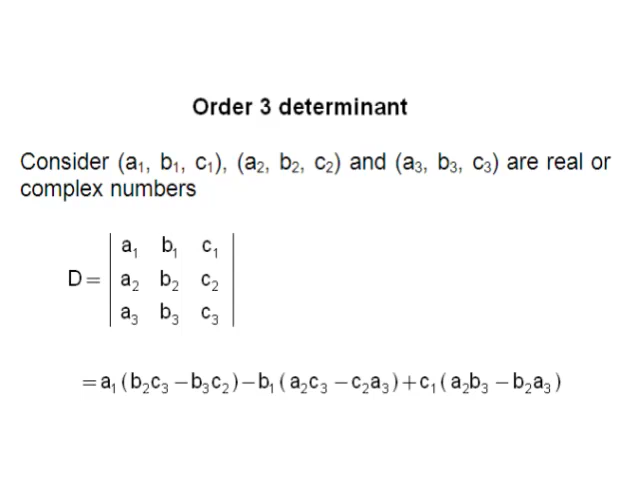 Order 3 determinant
Consider (a₁, b₁, c₁), (a₂, b₂, c₂) and (a₃, b₃, c₃) are real or
complex numbers
a₁ b₁ c₁
D= a₂ b₂ c₂
a₃ b₃ c₃
=a₁(b₂c₃−b₃c₂)−b₁(a₂c₃−c₂a₃)+c₁(a₂b₃−b₂a₃)